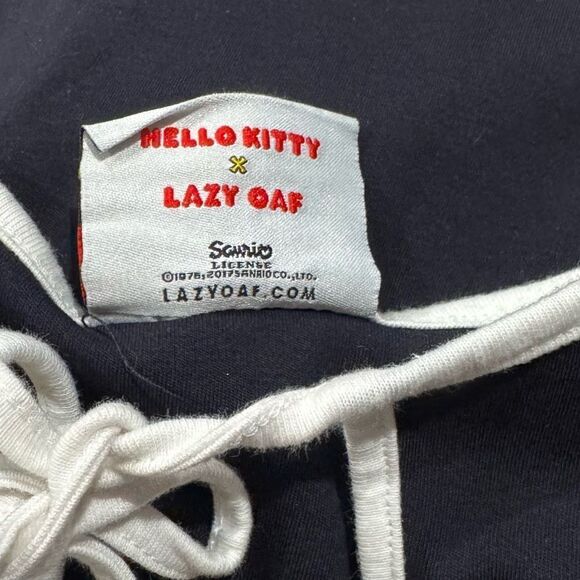 HELLO KITTY
X
LAZY OAF
Sanrio
LICENSE
©1976, 2017 SANRIO CO., LTD.
LAZYOAF.COM